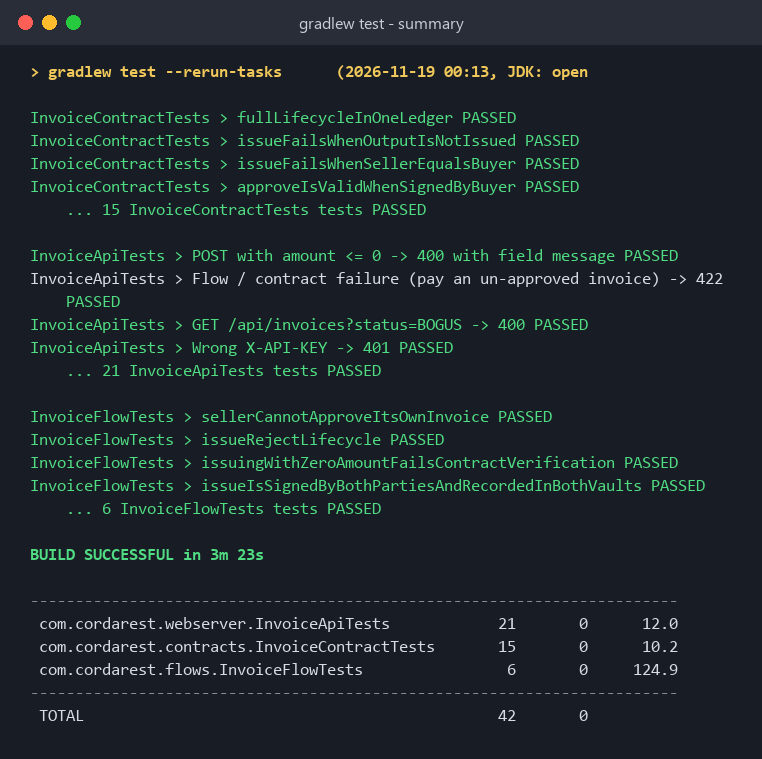 gradlew test - summary
> gradlew test --rerun-tasks (2026-11-19 00:13, JDK: open
InvoiceContractTests > fullLifecycleInOneLedger PASSED
InvoiceContractTests > issueFailsWhenOutputIsNotIssued PASSED
InvoiceContractTests > issueFailsWhenSellerEqualsBuyer PASSED
InvoiceContractTests > approveIsValidWhenSignedByBuyer PASSED
... 15 InvoiceContractTests tests PASSED
InvoiceApiTests > POST with amount <= 0 -> 400 with field message PASSED
InvoiceApiTests > Flow / contract failure (pay an un-approved invoice) -> 422
PASSED
InvoiceApiTests > GET /api/invoices?status=BOGUS -> 400 PASSED
InvoiceApiTests > Wrong X-API-KEY -> 401 PASSED
... 21 InvoiceApiTests tests PASSED
InvoiceFlowTests > sellerCannotApproveItsOwnInvoice PASSED
InvoiceFlowTests > issueRejectLifecycle PASSED
InvoiceFlowTests > issuingWithZeroAmountFailsContractVerification PASSED
InvoiceFlowTests > issueIsSignedByBothPartiesAndRecordedInBothVaults PASSED
... 6 InvoiceFlowTests tests PASSED
BUILD SUCCESSFUL in 3m 23s
------------------------------------------------------------------------
com.cordarest.webserver.InvoiceApiTests 21 0 12.0
com.cordarest.contracts.InvoiceContractTests 15 0 10.2
com.cordarest.flows.InvoiceFlowTests 6 0 124.9
------------------------------------------------------------------------
TOTAL 42 0